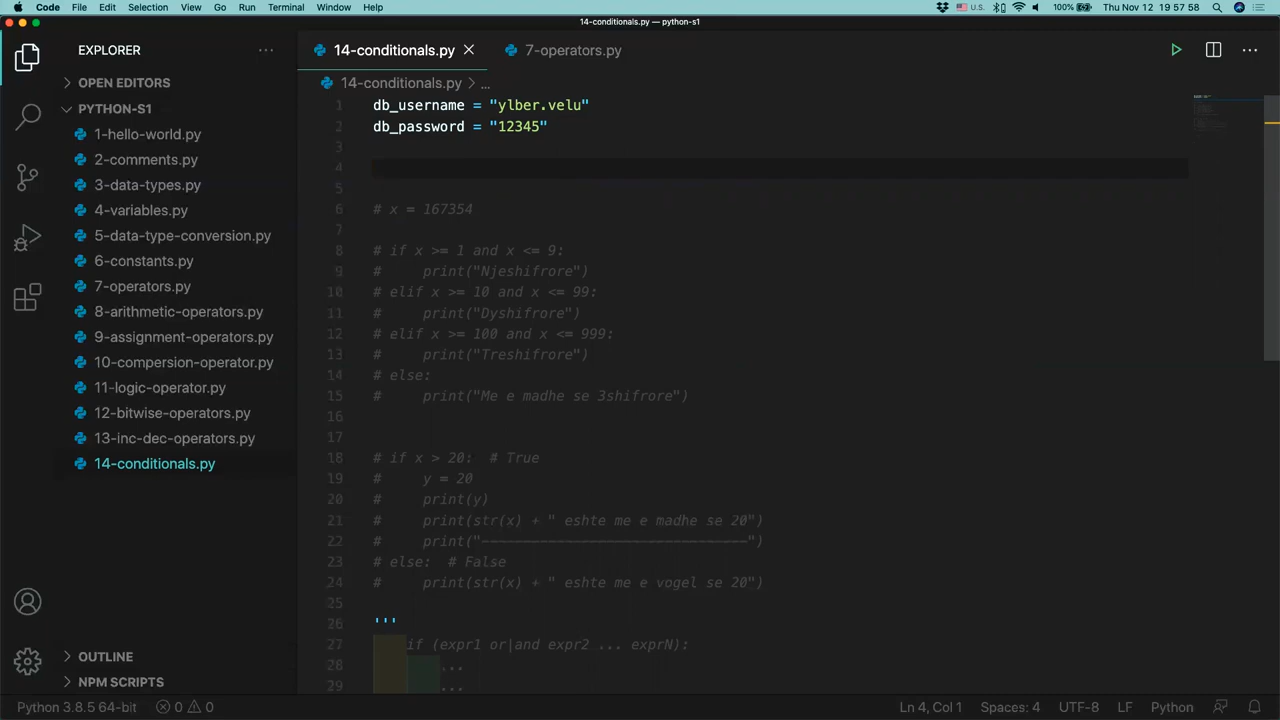 Code File Edit Selection View Go Run Terminal Window Help U.S. 100% Thu Nov 12 19:57:58
14-conditionals.py — python-s1
EXPLORER
OPEN EDITORS
PYTHON-S1
1-hello-world.py
2-comments.py
3-data-types.py
4-variables.py
5-data-type-conversion.py
6-constants.py
7-operators.py
8-arithmetic-operators.py
9-assignment-operators.py
10-compersion-operator.py
11-logic-operator.py
12-bitwise-operators.py
13-inc-dec-operators.py
14-conditionals.py
OUTLINE
NPM SCRIPTS
14-conditionals.py 7-operators.py
14-conditionals.py > ...
1 db_username = "ylber.velu"
2 db_password = "12345"
3
4
5
6 # x = 167354
7
8 # if x >= 1 and x <= 9:
9 #     print("Njeshifrore")
10 # elif x >= 10 and x <= 99:
11 #     print("Dyshifrore")
12 # elif x >= 100 and x <= 999:
13 #     print("Treshifrore")
14 # else:
15 #     print("Me e madhe se 3shifrore")
16
17
18 # if x > 20:  # True
19 #     y = 20
20 #     print(y)
21 #     print(str(x) + " eshte me e madhe se 20")
22 #     print("--------------------------------")
23 # else:  # False
24 #     print(str(x) + " eshte me e vogel se 20")
25
26 '''
27     if (expr1 or|and expr2 ... exprN):
28         ...
29         ...
Python 3.8.5 64-bit 0 0 Ln 4, Col 1 Spaces: 4 UTF-8 LF Python